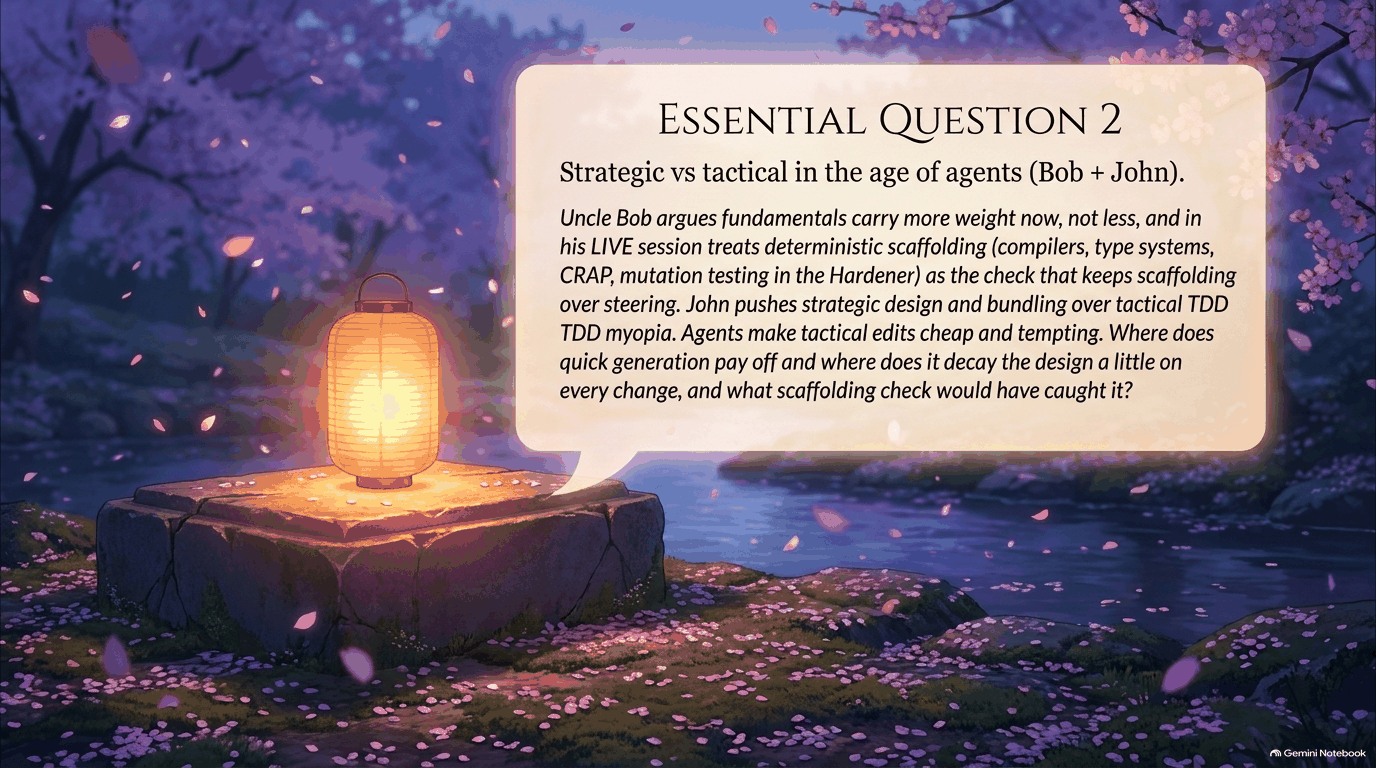 Essential Question 2
Strategic vs tactical in the age of agents (Bob + John).
Uncle Bob argues fundamentals carry more weight now, not less, and in
his LIVE session treats deterministic scaffolding (compilers, type systems,
CRAP, mutation testing in the Hardener) as the check that keeps scaffolding
over steering. John pushes strategic design and bundling over tactical TDD
TDD myopia. Agents make tactical edits cheap and tempting. Where does
quick generation pay off and where does it decay the design a little on
every change, and what scaffolding check would have caught it?
Gemini Notebook